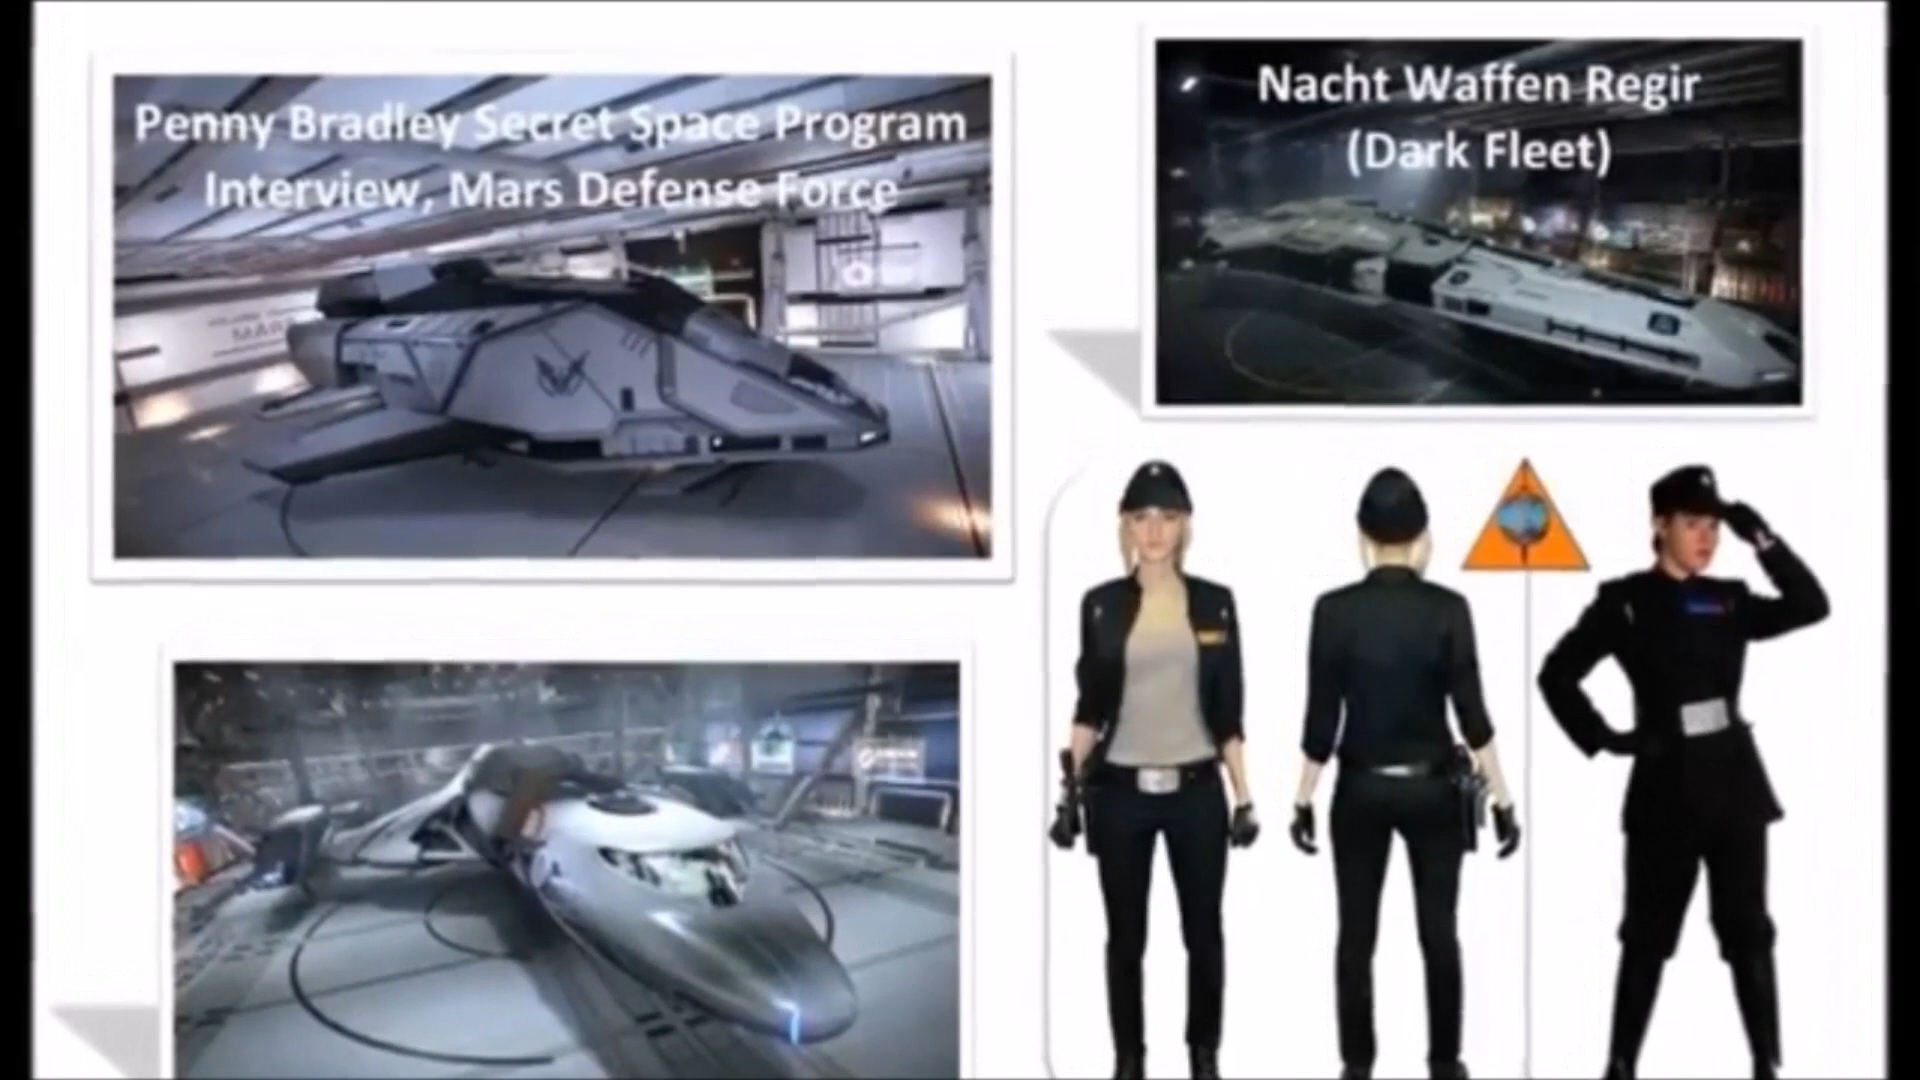 Penny Bradley Secret Space Program
Interview, Mars Defense Force
Nacht Waffen Regir
(Dark Fleet)